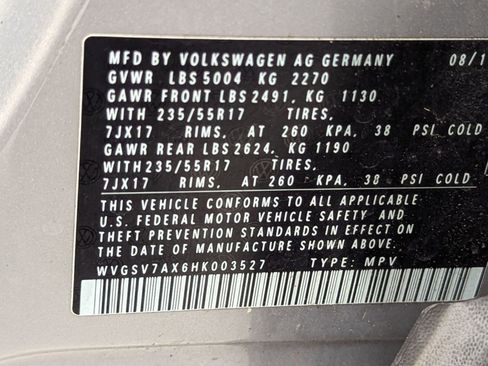 MFD BY VOLKSWAGEN AG GERMANY 08/1
GVWR LBS 5004 KG 2270
GAWR FRONT LBS 2491, KG 1130
WITH 235/55R17 TIRES,
7JX17 RIMS, AT 260 KPA, 38 PSI COLD
GAWR REAR LBS 2624, KG 1190
WITH 235/55R17 TIRES,
7JX17 RIMS, AT 260 KPA, 38 PSI COLD
THIS VEHICLE CONFORMS TO ALL APPLICABLE
U.S. FEDERAL MOTOR VEHICLE SAFETY AND
THEFT PREVENTION STANDARDS IN EFFECT ON
THE DATE OF MANUFACTURE SHOWN ABOVE
WVGSV7AX6HK003527 TYPE: MPV